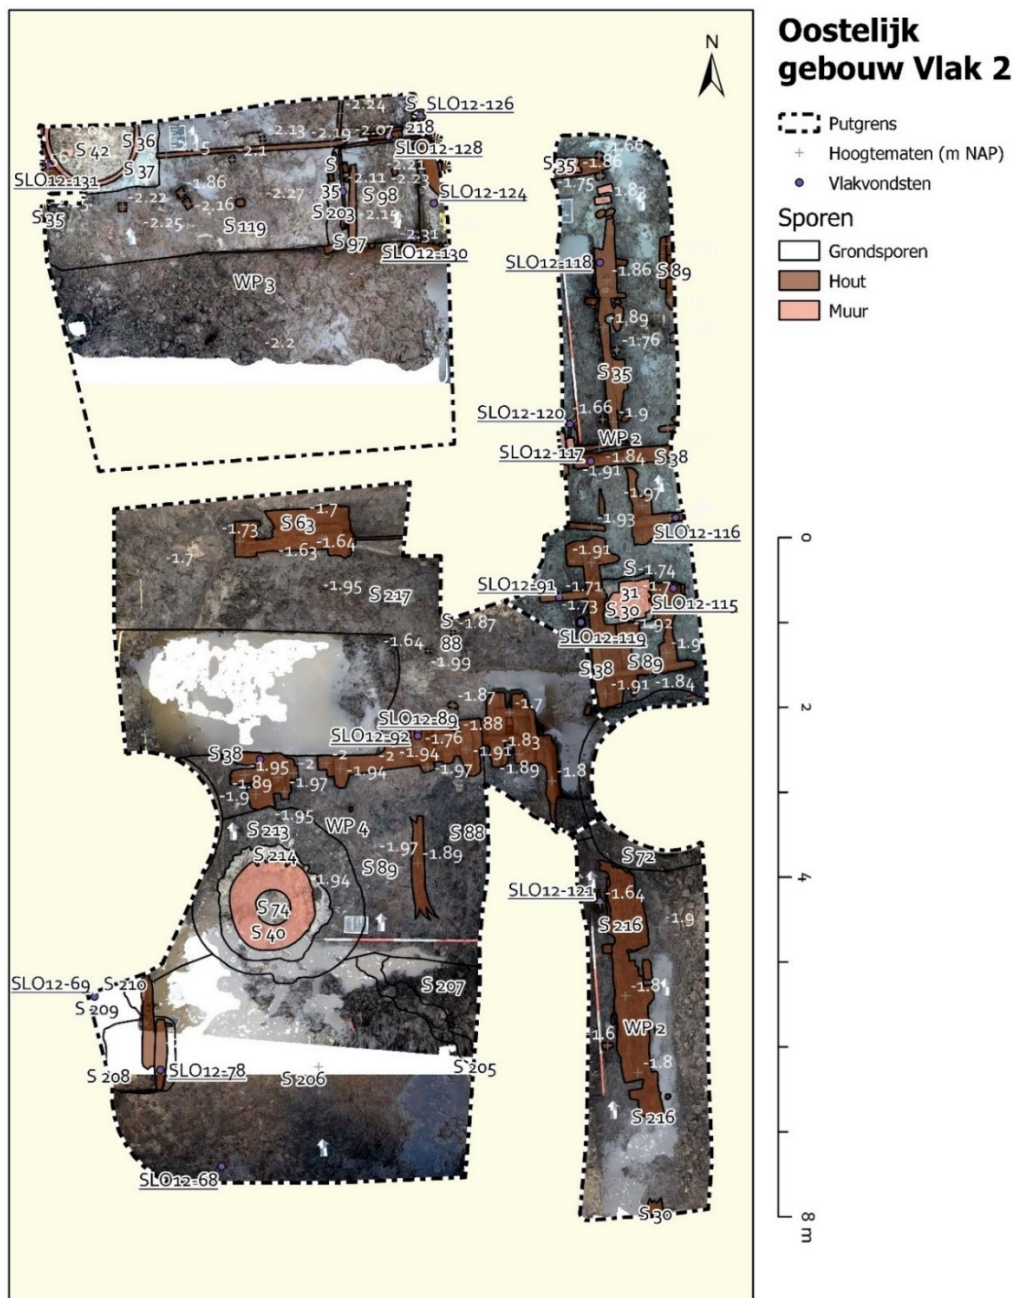 Oostelijk
gebouw Vlak 2
Putgrens
Hoogtematen (m NAP)
Vlakvondsten
Sporen
Grondsporen
Hout
Muur
N
0
2
4
8 m
-2.24
S
218
SLO12-126
S 42
S 36
S 37
-2.13
-2.19
-2.07
-2.1
SLO12-128
SLO12-131
-1.86
S
35
-2.11
-2.23
S 98
SLO12-124
-2.22
-2.16
-2.27
S 203
-2.15
S 35
-2.25
S 119
-2.31
S 97
SLO12-130
WP 3
-2.2
-1.66
S 35
-1.86
-1.75
-1.83
SLO12-118
-1.86
S 89
-1.89
-1.76
S 35
SLO12-120
-1.66
-1.9
WP 2
SLO12-117
-1.84
S 38
-1.91
-1.97
-1.93
SLO12-116
-1.91
S
31
-1.74
SLO12-91
-1.71
-1.7
-1.73
S 30
SLO12-115
SLO12-119
-1.92
-1.9
S 38
S 89
-1.91
-1.84
-1.7
-1.73
S 63
-1.64
-1.63
-1.7
-1.95
S 217
S
88
-1.87
-1.64
-1.99
-1.87
-1.7
SLO12-89
-1.88
SLO12-92
-1.76
-1.83
S 38
-2
-1.94
-1.91
-1.95
-2
-1.94
-1.97
-1.89
-1.8
-1.89
-1.97
-1.9
-1.95
WP 4
S 213
S 88
S 214
-1.97
-1.89
S 89
-1.94
S 74
S 40
S 72
SLO12-121
-1.64
S 216
-1.9
SLO12-69
S 210
S 209
S 207
-1.8
-1.6
WP 2
S 208
SLO12-78
S 206
S 205
-1.8
S 216
SLO12-68
S 30